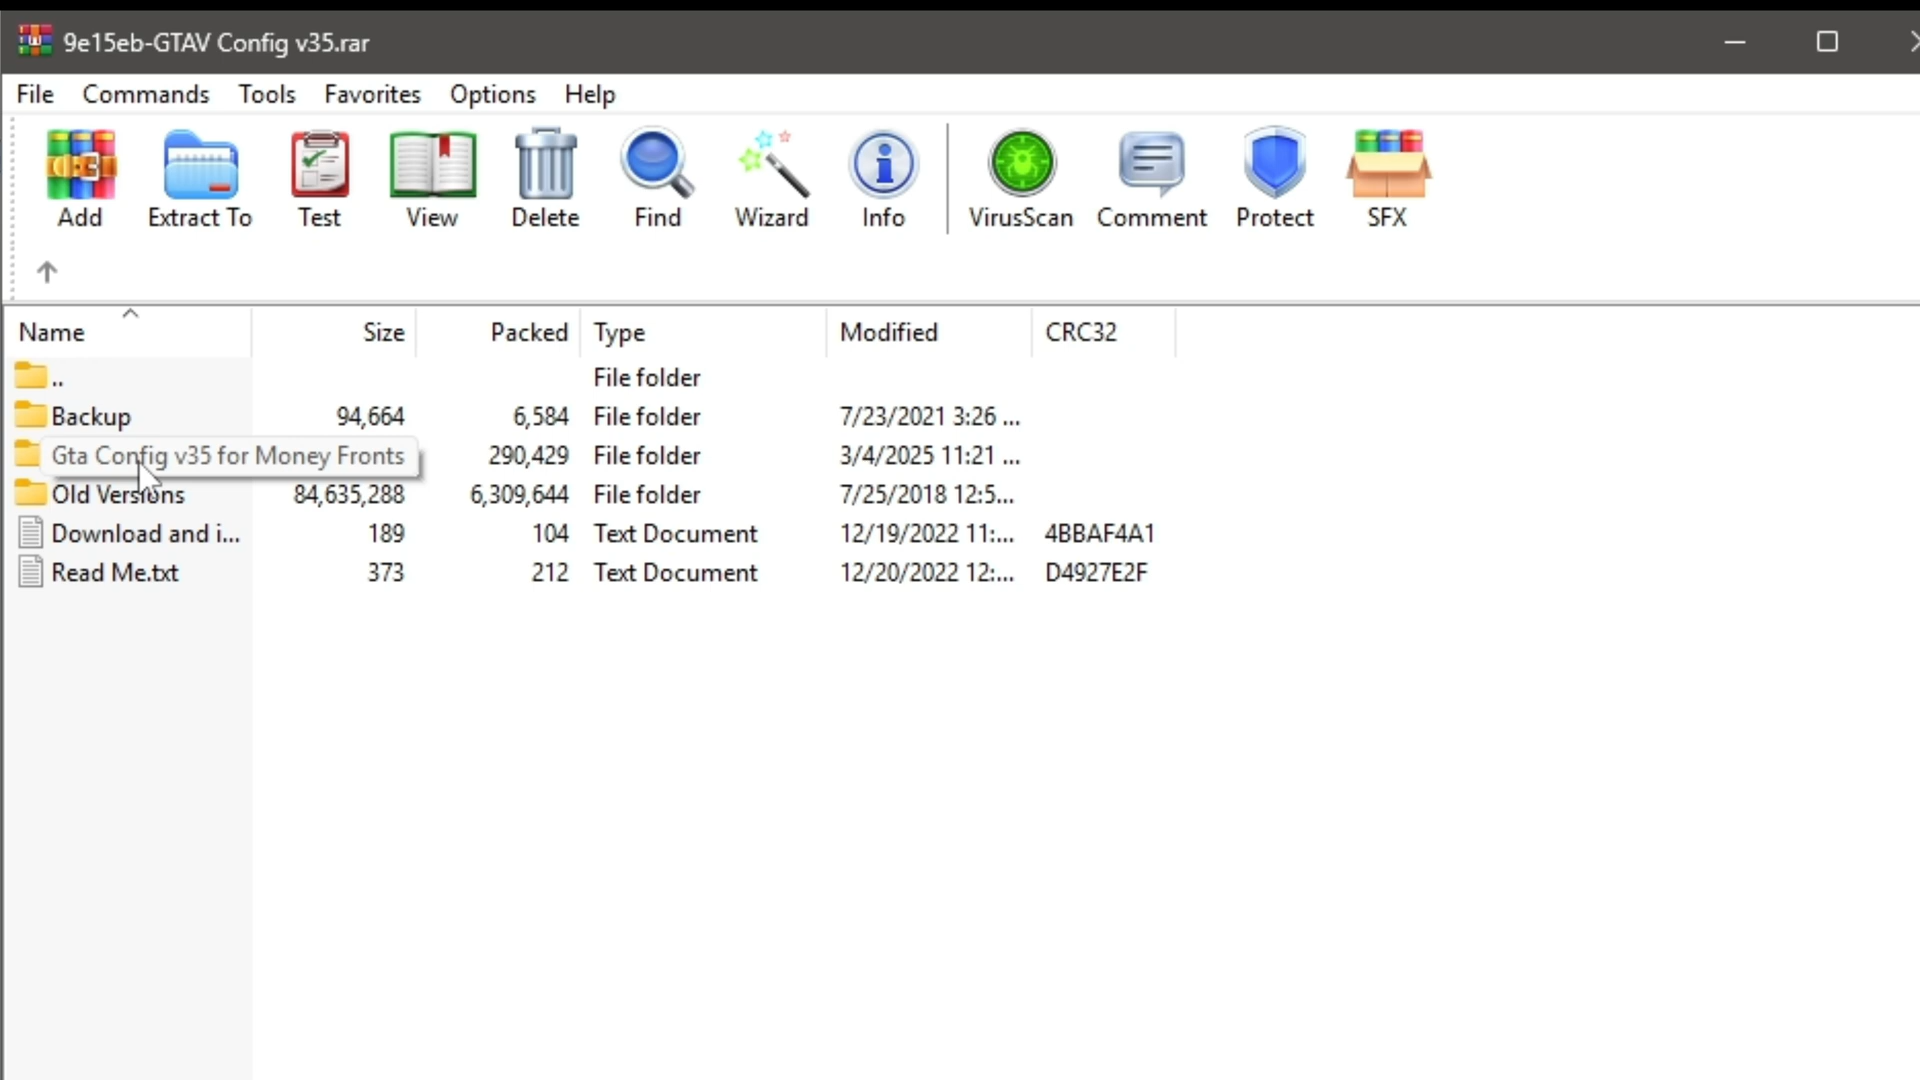 9e15eb-GTAV Config v35.rar
File Commands Tools Favorites Options Help
Add Extract To Test View Delete Find Wizard Info VirusScan Comment Protect SFX
Name Size Packed Type Modified CRC32
.. File folder
Backup 94,664 6,584 File folder 7/23/2021 3:26 ...
Gta Config v35 for Money Fronts 290,429 File folder 3/4/2025 11:21 ...
Old Versions 84,635,288 6,309,644 File folder 7/25/2018 12:5...
Download and i... 189 104 Text Document 12/19/2022 11:... 4BBAF4A1
Read Me.txt 373 212 Text Document 12/20/2022 12:... D4927E2F